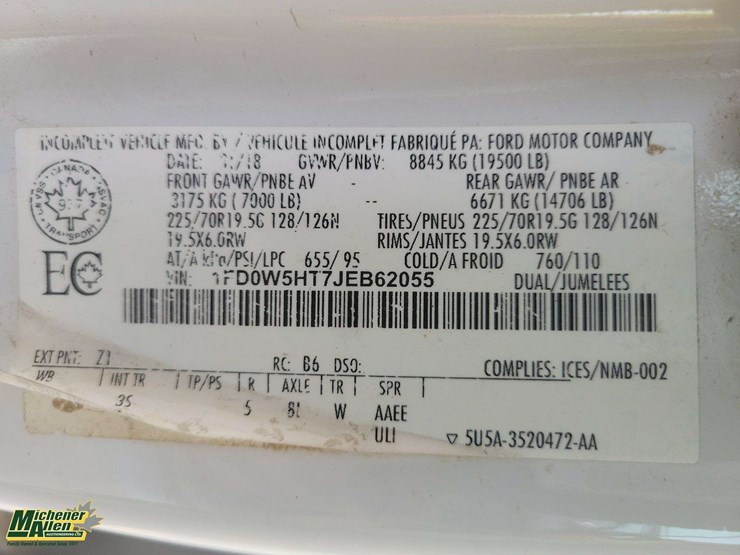 INCOMPLETE VEHICLE MFG. BY / VEHICULE INCOMPLET FABRIQUÉ PA: FORD MOTOR COMPANY
DATE: /18 GVWR/PNBV: 8845 KG (19500 LB)
FRONT GAWR/PNBE AV - REAR GAWR/ PNBE AR
3175 KG (7000 LB) -- 6671 KG (14706 LB)
225/70R19.5G 128/126N TIRES/PNEUS 225/70R19.5G 128/126N
19.5X6.0RW RIMS/JANTES 19.5X6.0RW
AT/A kPa/PSI/LPC 655/95 COLD/A FROID 760/110
VIN: 1FD0W5HT7JEB62055 DUAL/JUMELEES
CANADA
TRANSPORT
EC
EXT PNT: Z1 RC: B6 DSO: COMPLIES: ICES/NMB-002
WB INT TR TP/PS R AXLE TR SPR
35 5 8L W AAEE
ULI ▽ 5U5A-3520472-AA
Michener
Allen
AUCTIONEERING LTD